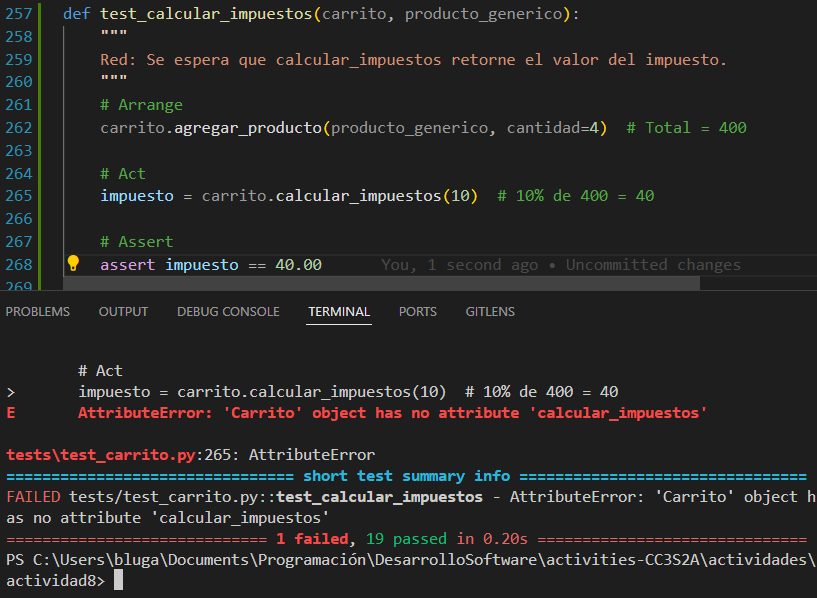 257 def test_calcular_impuestos(carrito, producto_generico):
258 """
259 Red: Se espera que calcular_impuestos retorne el valor del impuesto.
260 """
261 # Arrange
262 carrito.agregar_producto(producto_generico, cantidad=4)  # Total = 400
263
264 # Act
265 impuesto = carrito.calcular_impuestos(10)  # 10% de 400 = 40
266
267 # Assert
268 assert impuesto == 40.00 You, 1 second ago • Uncommitted changes
269
PROBLEMS OUTPUT DEBUG CONSOLE TERMINAL PORTS GITLENS
# Act
> impuesto = carrito.calcular_impuestos(10)  # 10% de 400 = 40
E AttributeError: 'Carrito' object has no attribute 'calcular_impuestos'
tests\test_carrito.py:265: AttributeError
================================ short test summary info ================================
FAILED tests/test_carrito.py::test_calcular_impuestos - AttributeError: 'Carrito' object h
as no attribute 'calcular_impuestos'
============================= 1 failed, 19 passed in 0.20s ==============================
PS C:\Users\bluga\Documents\Programación\DesarrolloSoftware\activities-CC3S2A\actividades\
actividad8>